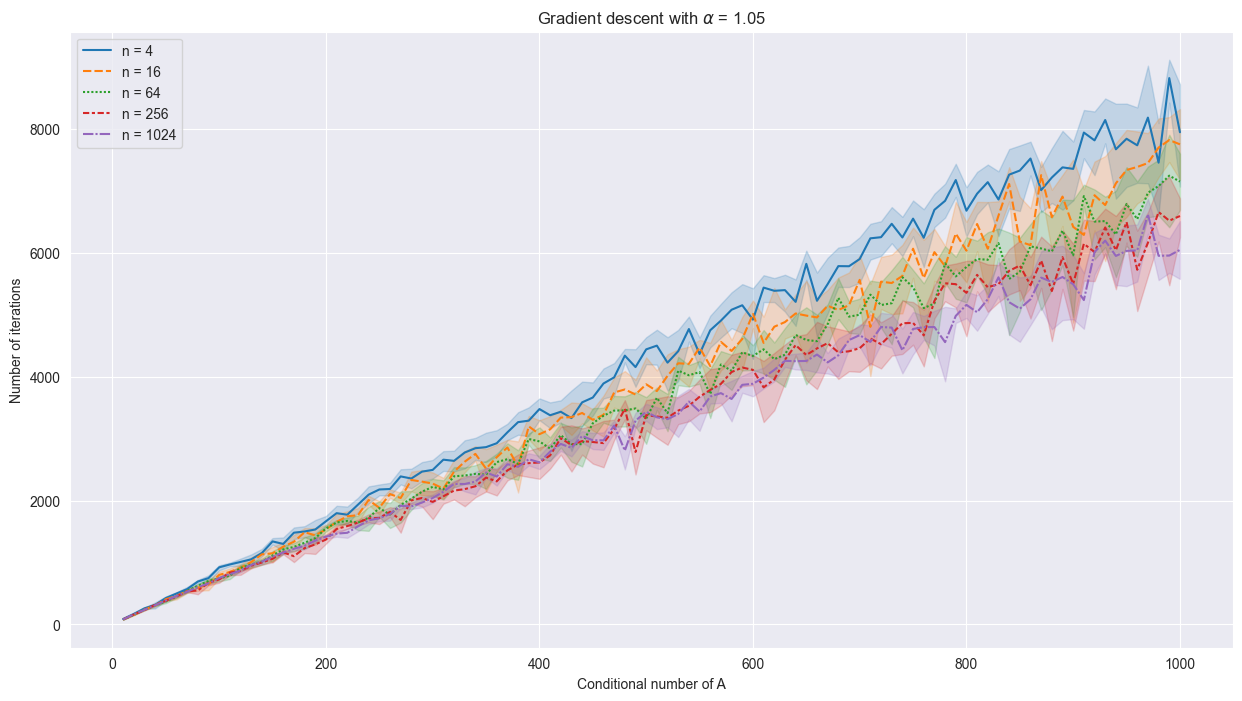 Gradient descent with α = 1.05
n = 4
n = 16
n = 64
n = 256
n = 1024
Number of iterations
8000
6000
4000
2000
0
0 200 400 600 800 1000
Conditional number of A